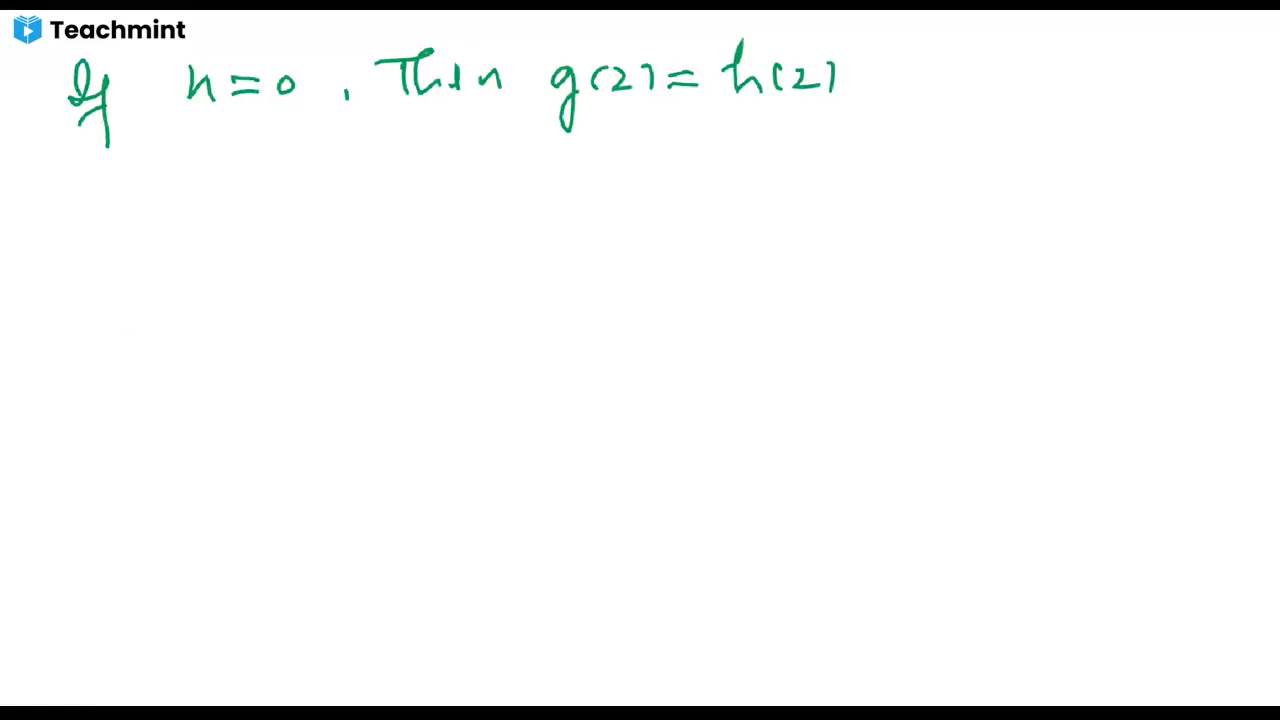 Teachmint
If n=0, Then g(z)=h(z)